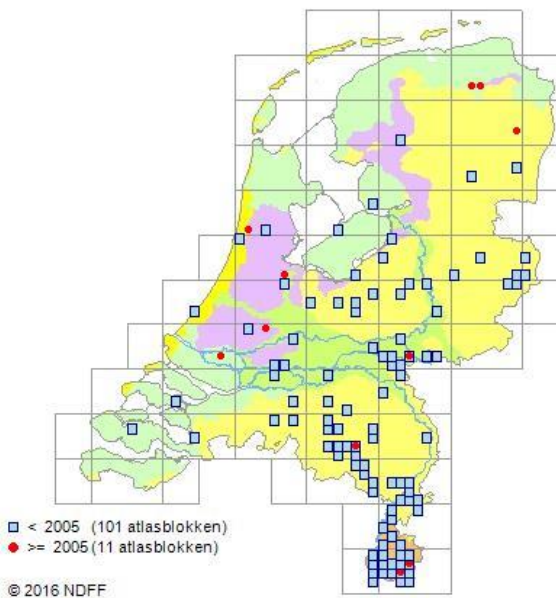 < 2005 (101 atlasblokken)
>= 2005 (11 atlasblokken)
© 2016 NDFF